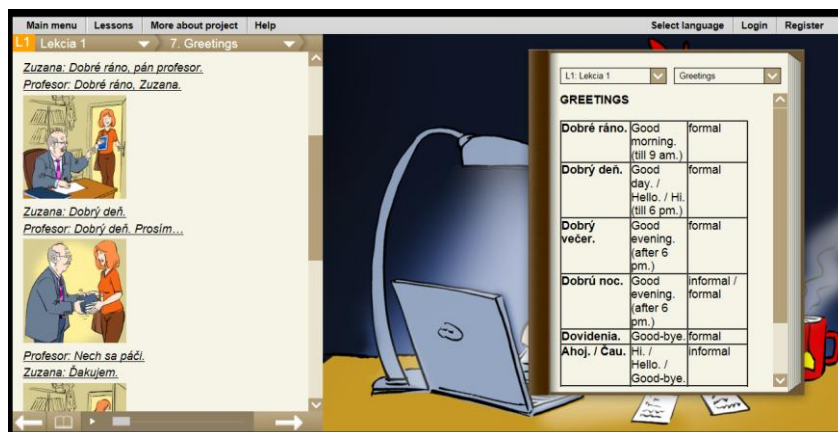 Main menu Lessons More about project Help Select language Login Register
L1 Lekcia 1 7. Greetings
Zuzana: Dobré ráno, pán profesor.
Profesor: Dobré ráno, Zuzana.
Zuzana: Dobrý deň.
Profesor: Dobrý deň. Prosím…
Profesor: Nech sa páči.
Zuzana: Ďakujem.
L1: Lekcia 1 Greetings
GREETINGS
Dobré ráno. Good formal
morning.
(till 9 am.)
Dobrý deň. Good formal
day. /
Hello. / Hi.
(till 6 pm.)
Dobrý Good formal
večer. evening.
(after 6
pm.)
Dobrú noc. Good informal /
evening. formal
(after 6
pm.)
Dovidenia. Good-bye. formal
Ahoj. / Čau. Hi. / informal
Hello. /
Good-bye.